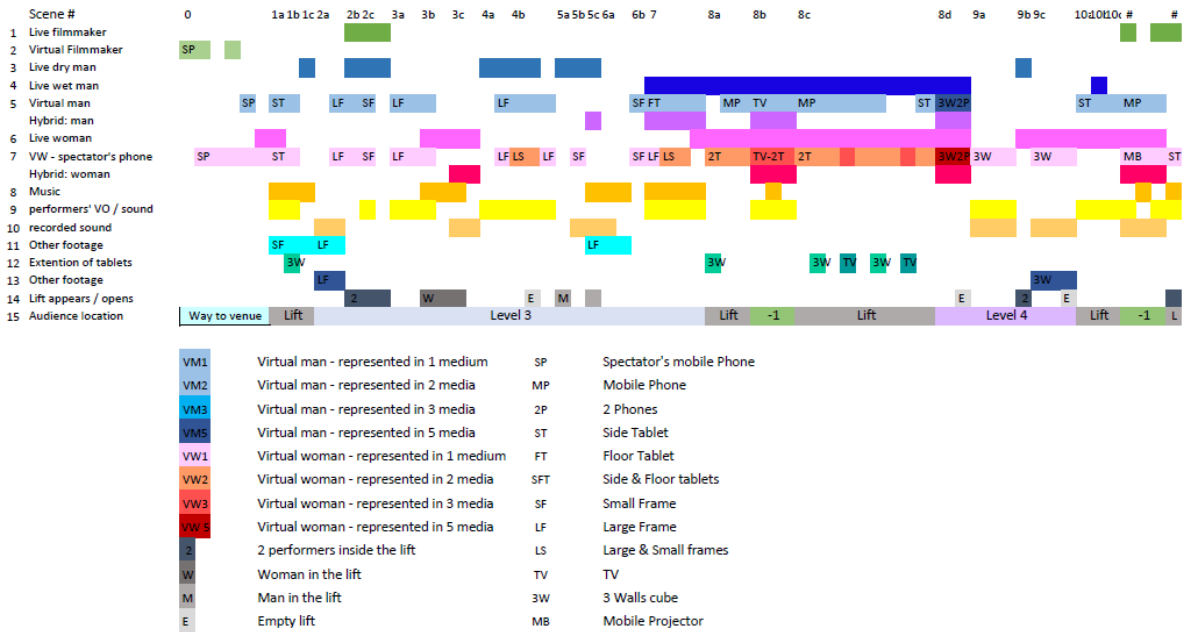 Scene # 0 1a 1b 1c 2a 2b 2c 3a 3b 3c 4a 4b 5a 5b 5c 6a 6b 7 8a 8b 8c 8d 9a 9b 9c 10a 10b 10c # #
1 Live filmmaker
2 Virtual Filmmaker SP
3 Live dry man
4 Live wet man
5 Virtual man SP ST LF SF LF LF SF FT MP TV MP ST 3W2P ST MP
Hybrid: man
6 Live woman
7 VW - spectator's phone SP ST LF SF LF LF LS LF SF SF LF LS 2T TV-2T 2T 3W2P 3W 3W MB ST
Hybrid: woman
8 Music
9 performers' VO / sound
10 recorded sound
11 Other footage SF LF LF
12 Extention of tablets 3W 3W 3W TV 3W TV
13 Other footage LF 3W
14 Lift appears / opens 2 W E M E 2 E
15 Audience location Way to venue Lift Level 3 Lift -1 Lift Level 4 Lift -1 L
VM1 Virtual man - represented in 1 medium SP Spectator's mobile Phone
VM2 Virtual man - represented in 2 media MP Mobile Phone
VM3 Virtual man - represented in 3 media 2P 2 Phones
VM5 Virtual man - represented in 5 media ST Side Tablet
VW1 Virtual woman - represented in 1 medium FT Floor Tablet
VW2 Virtual woman - represented in 2 media SFT Side & Floor tablets
VW3 Virtual woman - represented in 3 media SF Small Frame
VW 5 Virtual woman - represented in 5 media LF Large Frame
2 2 performers inside the lift LS Large & Small frames
W Woman in the lift TV TV
M Man in the lift 3W 3 Walls cube
E Empty lift MB Mobile Projector